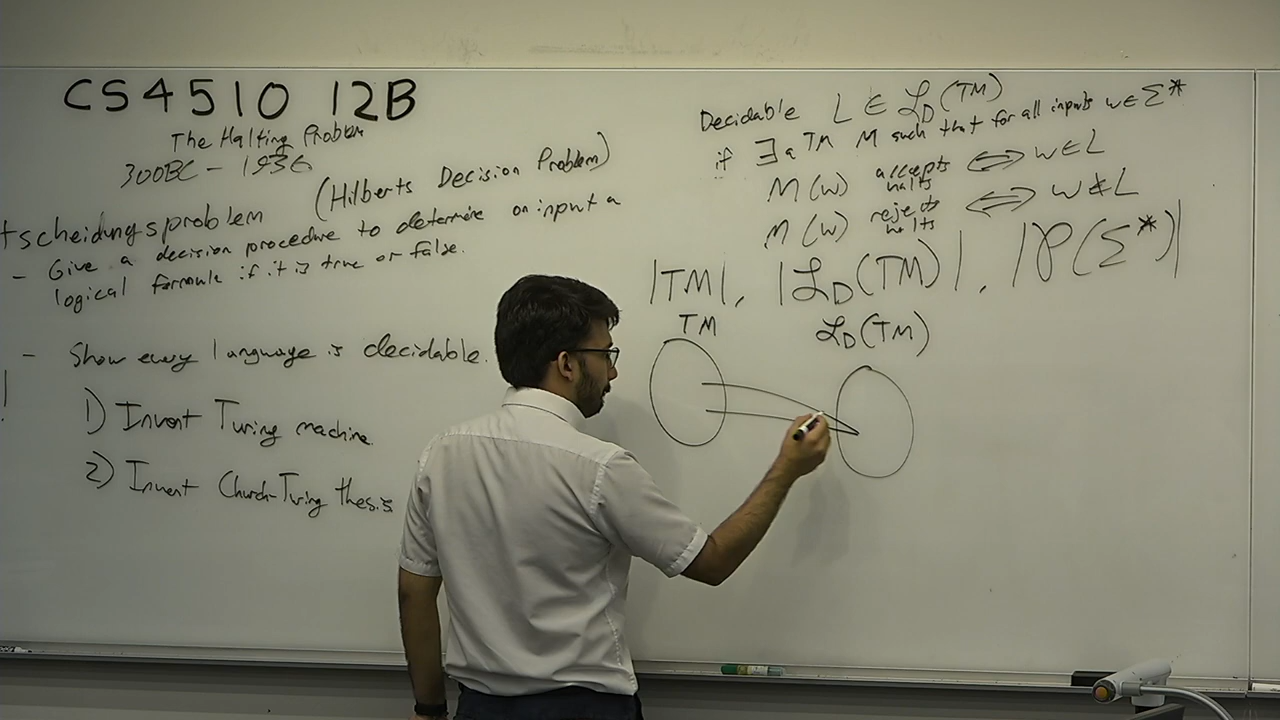 CS4510 12B
The Halting Problem
300BC - 1936
(Hilberts Decision Problem)
tscheidungsproblem
- Give a decision procedure to determine on input a
logical formula if it is true or false.
- Show every language is decidable.
1) Invent Turing machine
2) Invent Church-Turing thesis
Decidable L ∈ ℒ_D(TM)
if ∃ a TM M such that for all inputs w ∈ Σ*
M(w) accepts halts ⟺ w∈L
M(w) rejects halts ⟺ w∉L
|TM|, |ℒ_D(TM)|, |𝒫(Σ*)|
TM ℒ_D(TM)